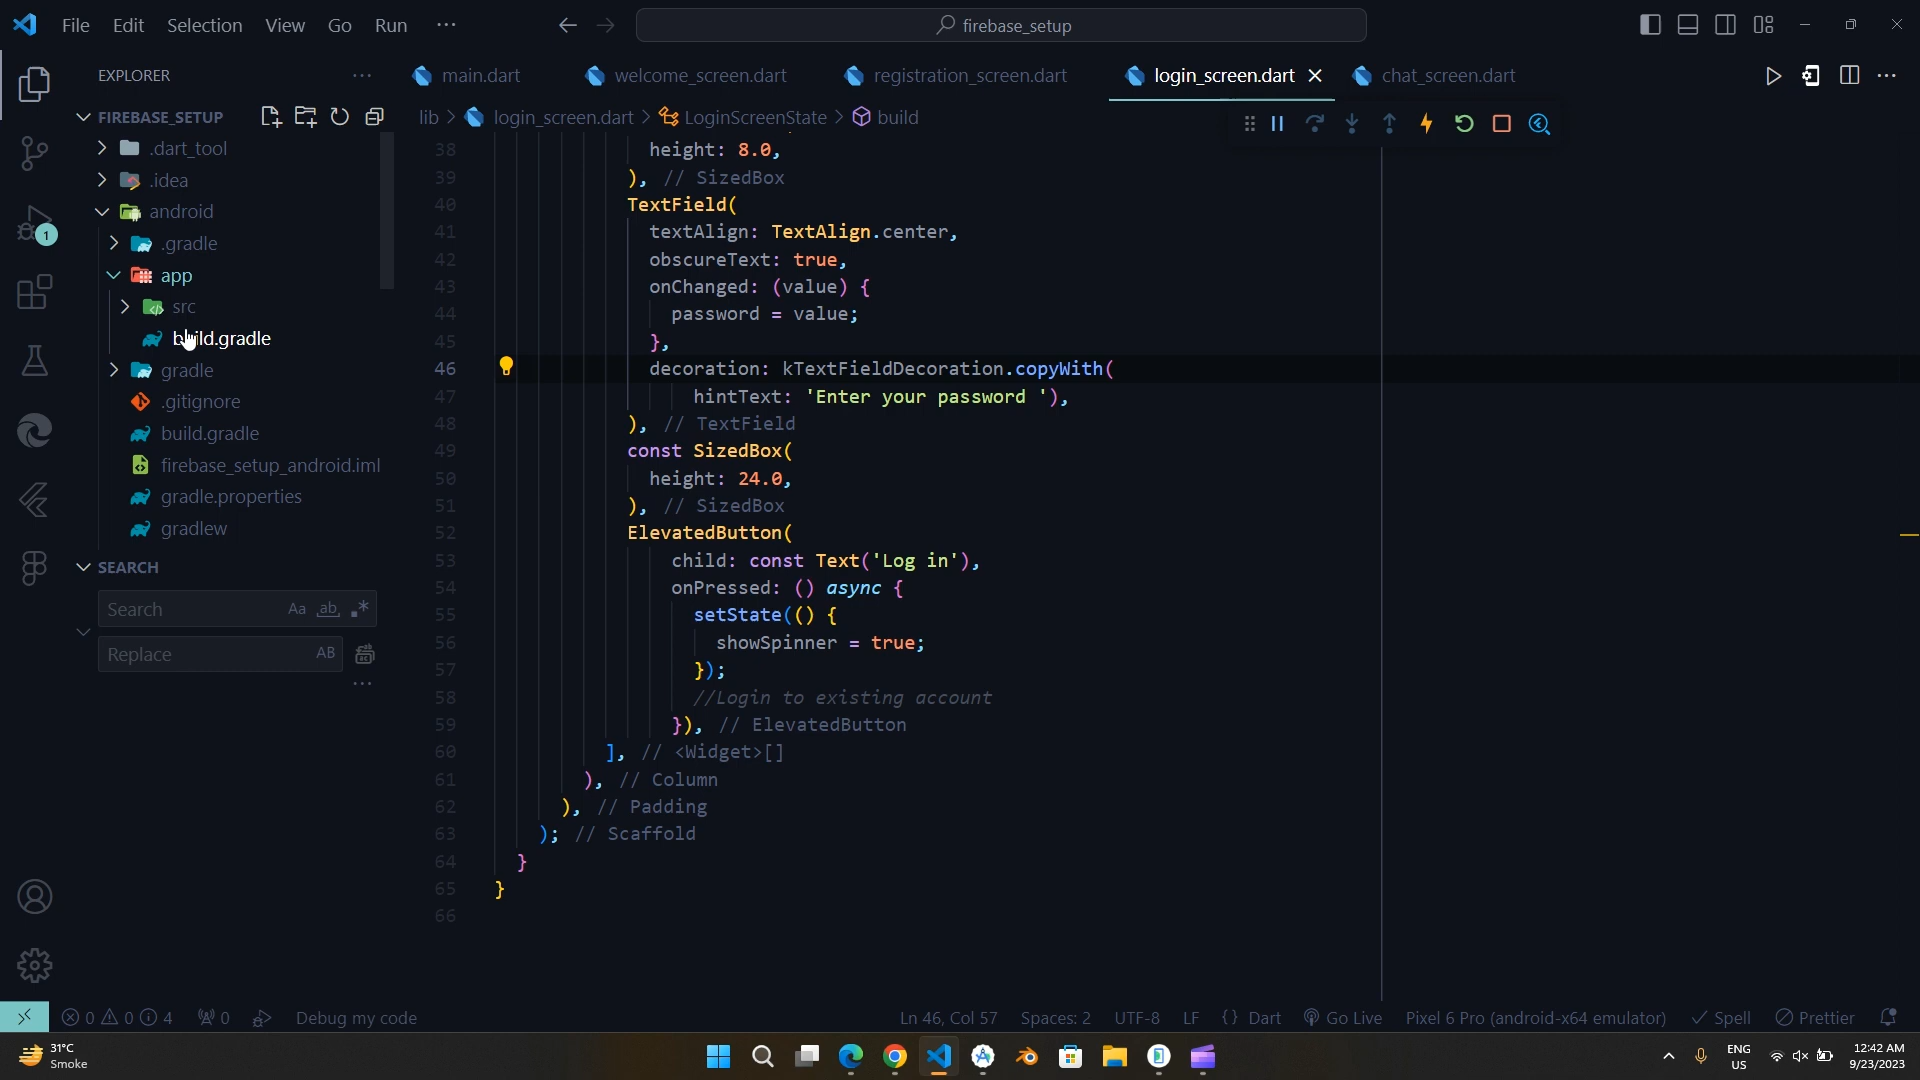 File Edit Selection View Go Run ···
firebase_setup
EXPLORER ···
main.dart welcome_screen.dart registration_screen.dart login_screen.dart chat_screen.dart
FIREBASE_SETUP
lib > login_screen.dart > LoginScreenState > build
.dart_tool
.idea
android
.gradle
app
src
build.gradle
gradle
.gitignore
build.gradle
firebase_setup_android.iml
gradle.properties
gradlew
SEARCH
Search Aa ab
Replace AB
···
38 height: 8.0,
39 ), // SizedBox
40 TextField(
41 textAlign: TextAlign.center,
42 obscureText: true,
43 onChanged: (value) {
44 password = value;
45 },
46 decoration: kTextFieldDecoration.copyWith(
47 hintText: 'Enter your password '),
48 ), // TextField
49 const SizedBox(
50 height: 24.0,
51 ), // SizedBox
52 ElevatedButton(
53 child: const Text('Log in'),
54 onPressed: () async {
55 setState(() {
56 showSpinner = true;
57 });
58 //Login to existing account
59 }), // ElevatedButton
60 ], // <Widget>[]
61 ), // Column
62 ), // Padding
63 ); // Scaffold
64 }
65 }
66
1
0 0 4 0 Debug my code Ln 46, Col 57 Spaces: 2 UTF-8 LF {} Dart Go Live Pixel 6 Pro (android-x64 emulator) Spell Prettier
31°C
Smoke
ENG
US
12:42 AM
9/23/2023